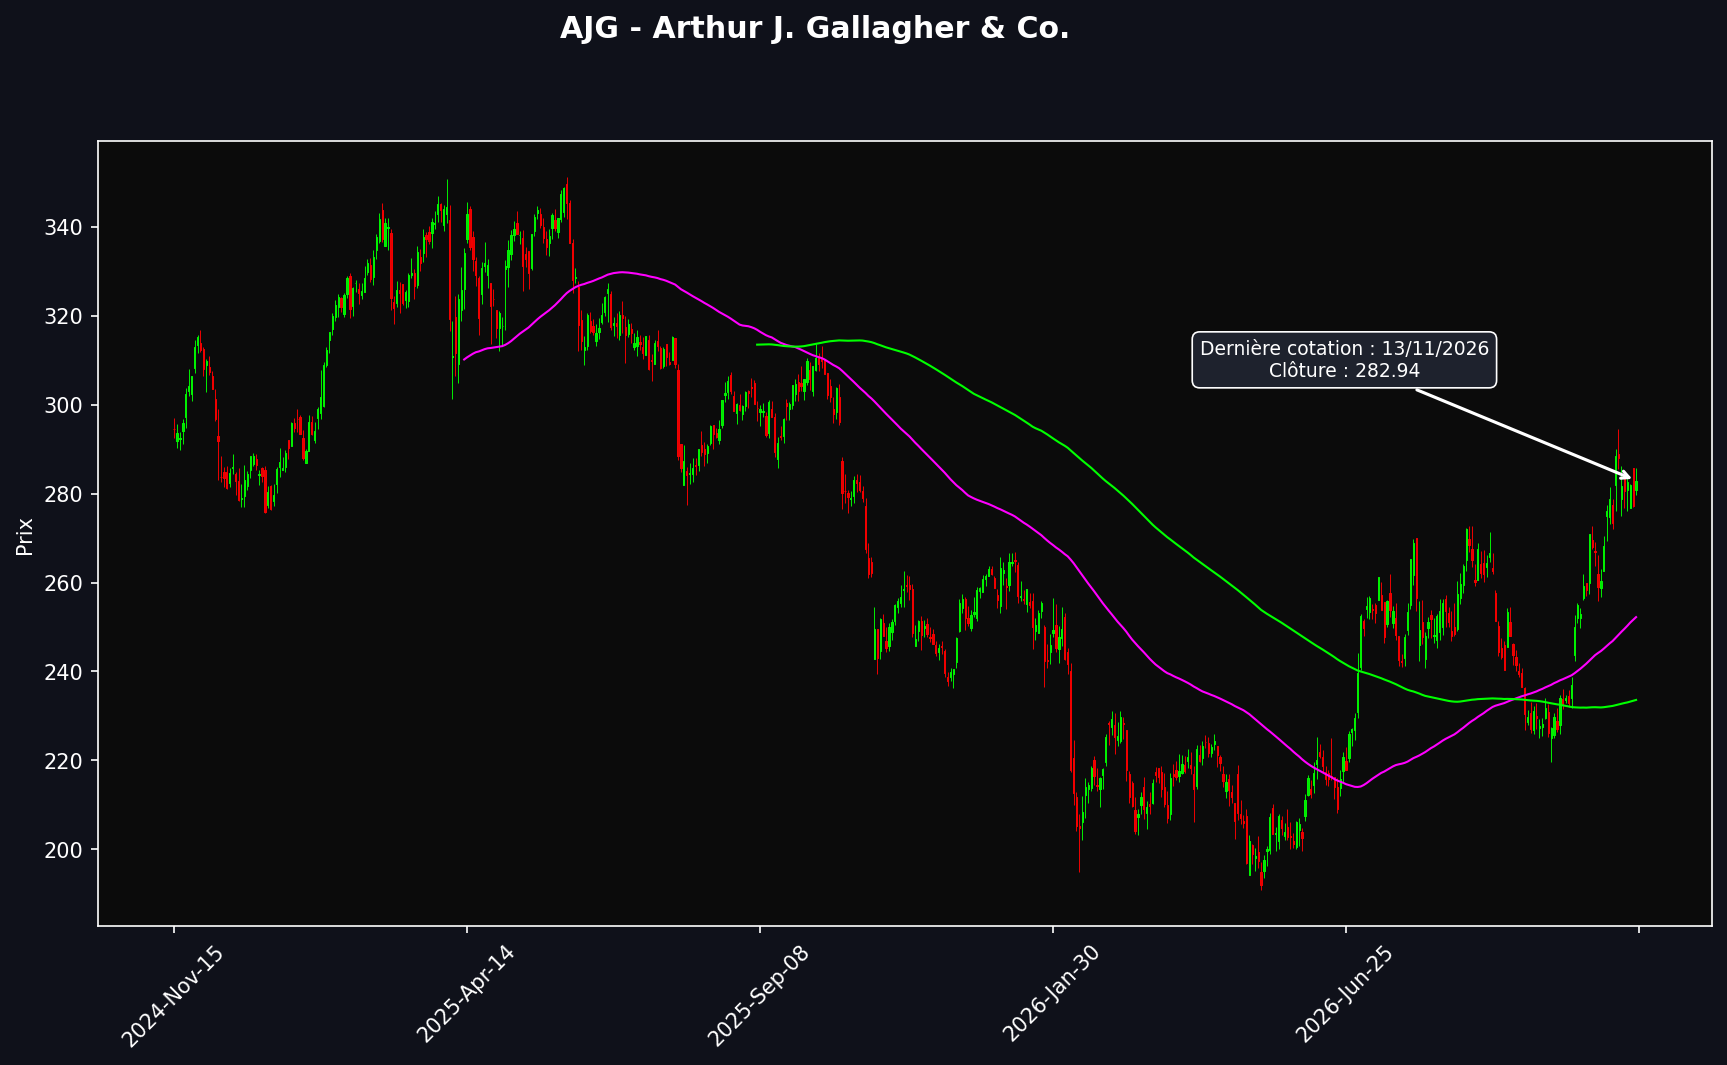 AJG - Arthur J. Gallagher & Co.
Prix
340
320
300
280
260
240
220
200
Dernière cotation : 13/11/2026
Clôture : 282.94
2024-Nov-15
2025-Apr-14
2025-Sep-08
2026-Jan-30
2026-Jun-25